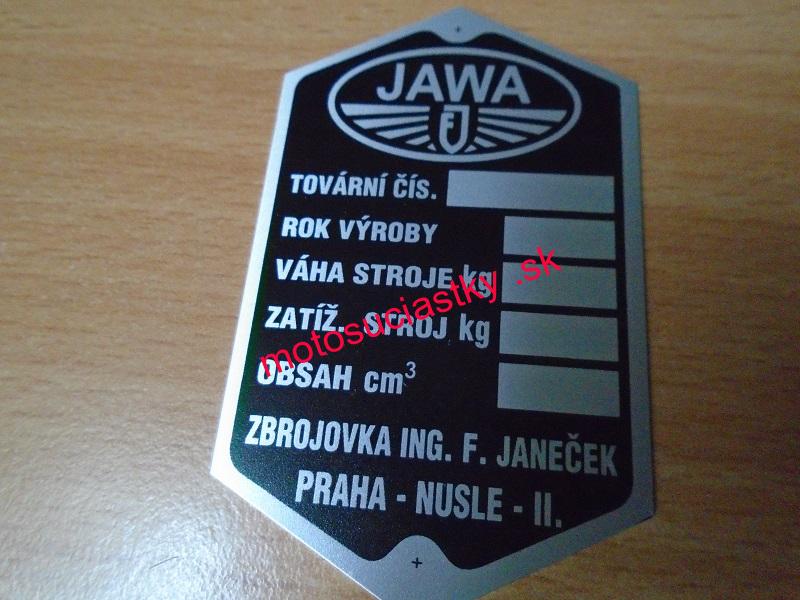 JAWA
FJ
TOVÁRNÍ ČÍS.
ROK VÝROBY
VÁHA STROJE kg
ZATÍŽ. STROJ kg
OBSAH cm³
ZBROJOVKA ING. F. JANEČEK
PRAHA - NUSLE - II.
motosuciastky .sk